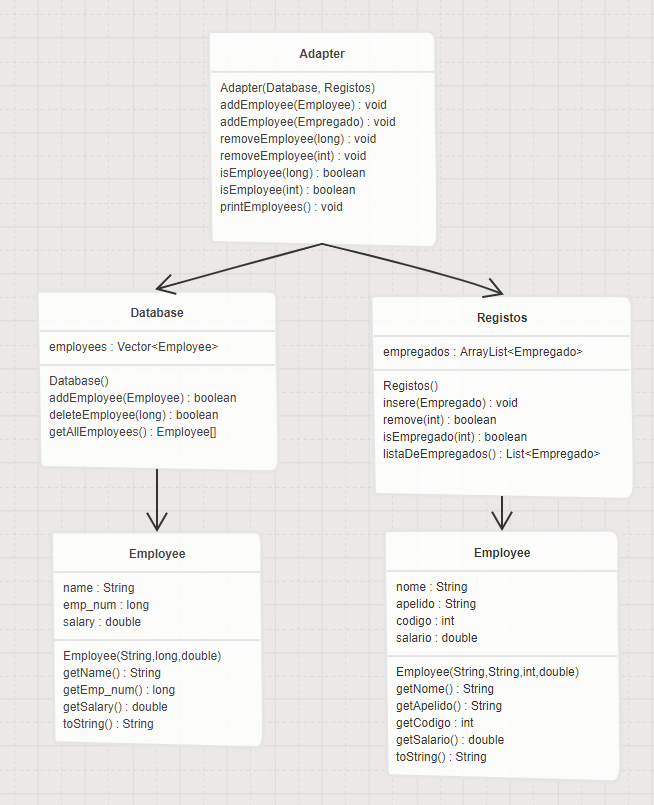 Adapter
Adapter(Database, Registos)
addEmployee(Employee) : void
addEmployee(Empregado) : void
removeEmployee(long) : void
removeEmployee(int) : void
isEmployee(long) : boolean
isEmployee(int) : boolean
printEmployees() : void
Database
employees : Vector<Employee>
Database()
addEmployee(Employee) : boolean
deleteEmployee(long) : boolean
getAllEmployees() : Employee[]
Registos
empregados : ArrayList<Empregado>
Registos()
insere(Empregado) : void
remove(int) : boolean
isEmpregado(int) : boolean
listaDeEmpregados() : List<Empregado>
Employee
name : String
emp_num : long
salary : double
Employee(String,long,double)
getName() : String
getEmp_num() : long
getSalary() : double
toString() : String
Employee
nome : String
apelido : String
codigo : int
salario : double
Employee(String,String,int,double)
getNome() : String
getApelido() : String
getCodigo : int
getSalario() : double
toString() : String